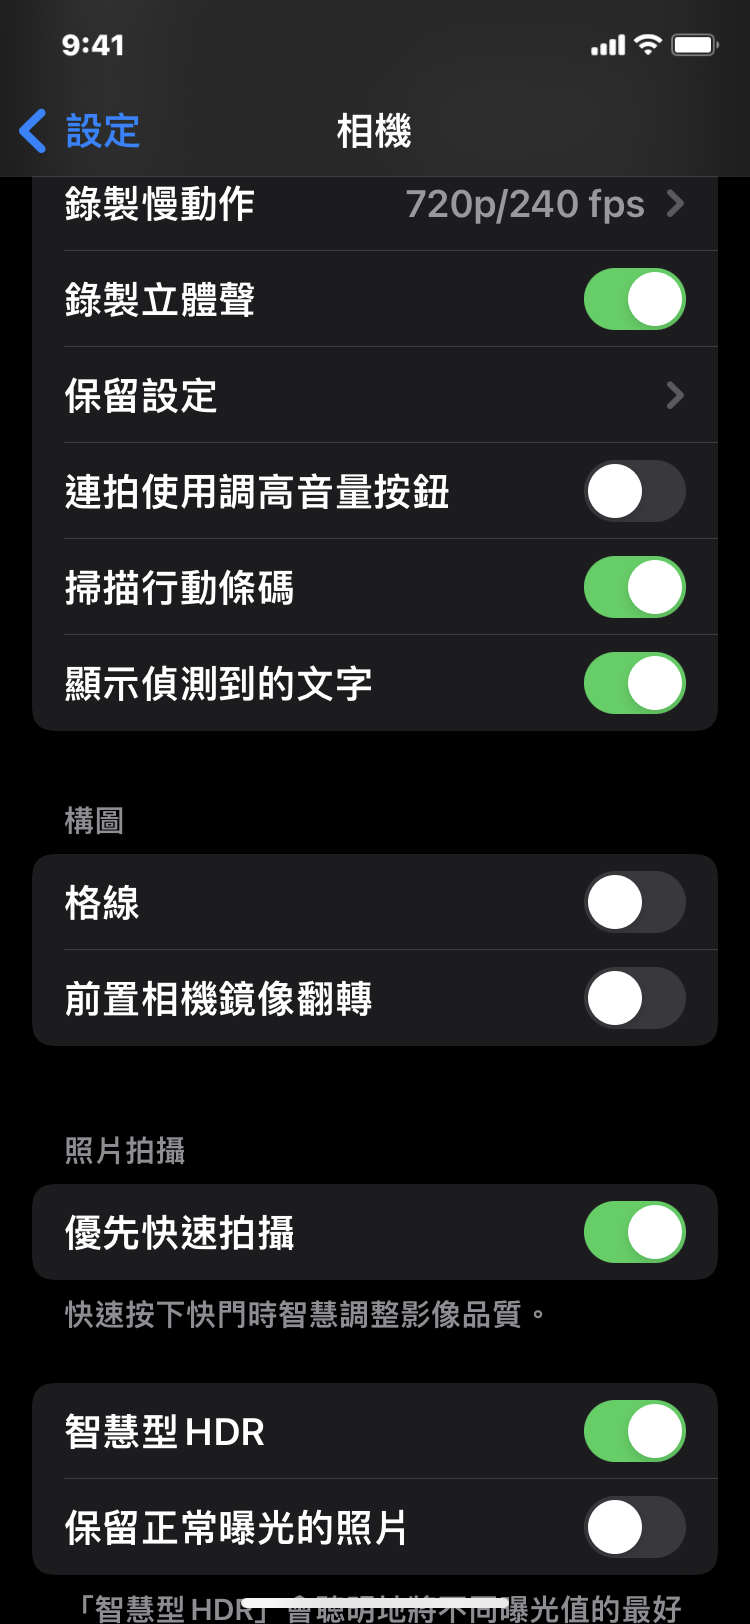 9:41
設定
相機
錄製慢動作 720p/240 fps
錄製立體聲
保留設定
連拍使用調高音量按鈕
掃描行動條碼
顯示偵測到的文字
構圖
格線
前置相機鏡像翻轉
照片拍攝
優先快速拍攝
快速按下快門時智慧調整影像品質。
智慧型 HDR
保留正常曝光的照片
「智慧型 HDR」會聰明地將不同曝光值的最好